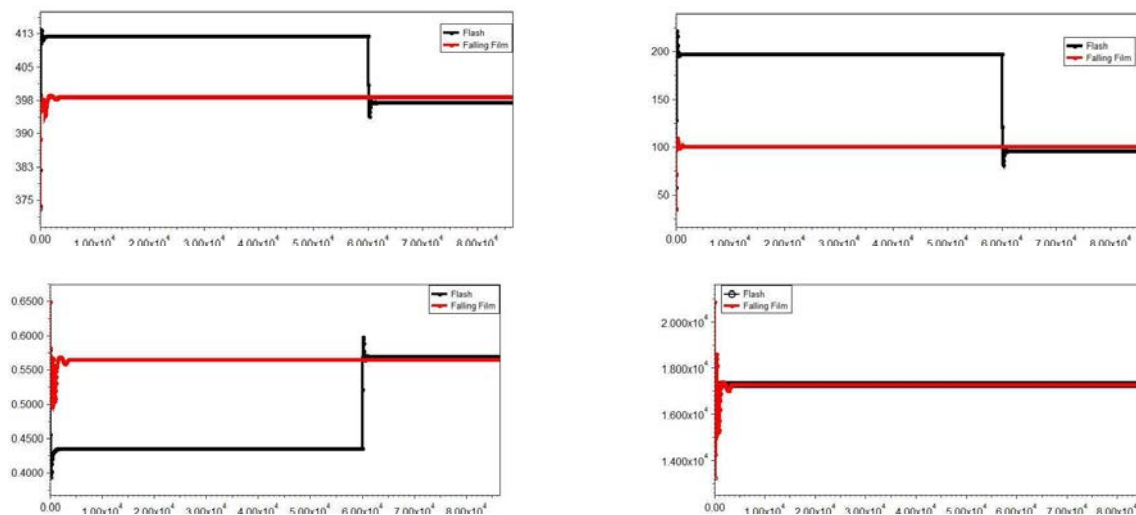 413
405
398
390
383
375
Flash
Falling Film
0.00 1.00x10⁴ 2.00x10⁴ 3.00x10⁴ 4.00x10⁴ 5.00x10⁴ 6.00x10⁴ 7.00x10⁴ 8.00x10⁴
200
150
100
50
Flash
Falling Film
0.00 1.00x10⁴ 2.00x10⁴ 3.00x10⁴ 4.00x10⁴ 5.00x10⁴ 6.00x10⁴ 7.00x10⁴ 8.00x10⁴
0.6500
0.6000
0.5500
0.5000
0.4500
0.4000
Flash
Falling Film
0.00 1.00x10⁴ 2.00x10⁴ 3.00x10⁴ 4.00x10⁴ 5.00x10⁴ 6.00x10⁴ 7.00x10⁴ 8.00x10⁴
Flash
Falling Film
2.000x10⁴
1.800x10⁴
1.600x10⁴
1.400x10⁴
0.00 1.00x10⁴ 2.00x10⁴ 3.00x10⁴ 4.00x10⁴ 5.00x10⁴ 6.00x10⁴ 7.00x10⁴ 8.00x10⁴